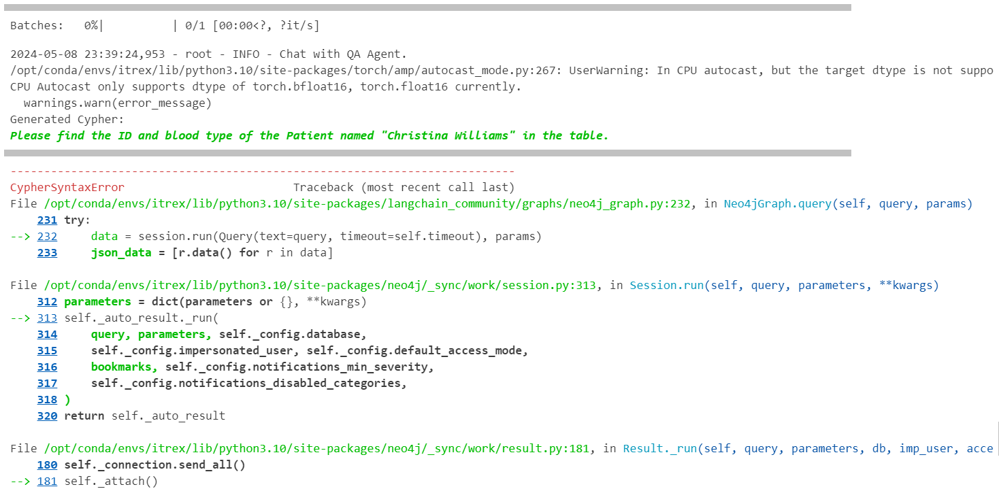 Batches:   0%|          | 0/1 [00:00<?, ?it/s]
2024-05-08 23:39:24,953 - root - INFO - Chat with QA Agent.
/opt/conda/envs/itrex/lib/python3.10/site-packages/torch/amp/autocast_mode.py:267: UserWarning: In CPU autocast, but the target dtype is not suppo
CPU Autocast only supports dtype of torch.bfloat16, torch.float16 currently.
  warnings.warn(error_message)
Generated Cypher:
Please find the ID and blood type of the Patient named "Christina Williams" in the table.
---------------------------------------------------------------------------
CypherSyntaxError                         Traceback (most recent call last)
File /opt/conda/envs/itrex/lib/python3.10/site-packages/langchain_community/graphs/neo4j_graph.py:232, in Neo4jGraph.query(self, query, params)
    231 try:
--> 232     data = session.run(Query(text=query, timeout=self.timeout), params)
    233     json_data = [r.data() for r in data]
File /opt/conda/envs/itrex/lib/python3.10/site-packages/neo4j/_sync/work/session.py:313, in Session.run(self, query, parameters, **kwargs)
    312 parameters = dict(parameters or {}, **kwargs)
--> 313 self._auto_result._run(
    314     query, parameters, self._config.database,
    315     self._config.impersonated_user, self._config.default_access_mode,
    316     bookmarks, self._config.notifications_min_severity,
    317     self._config.notifications_disabled_categories,
    318 )
    320 return self._auto_result
File /opt/conda/envs/itrex/lib/python3.10/site-packages/neo4j/_sync/work/result.py:181, in Result._run(self, query, parameters, db, imp_user, acce
    180 self._connection.send_all()
--> 181 self._attach()